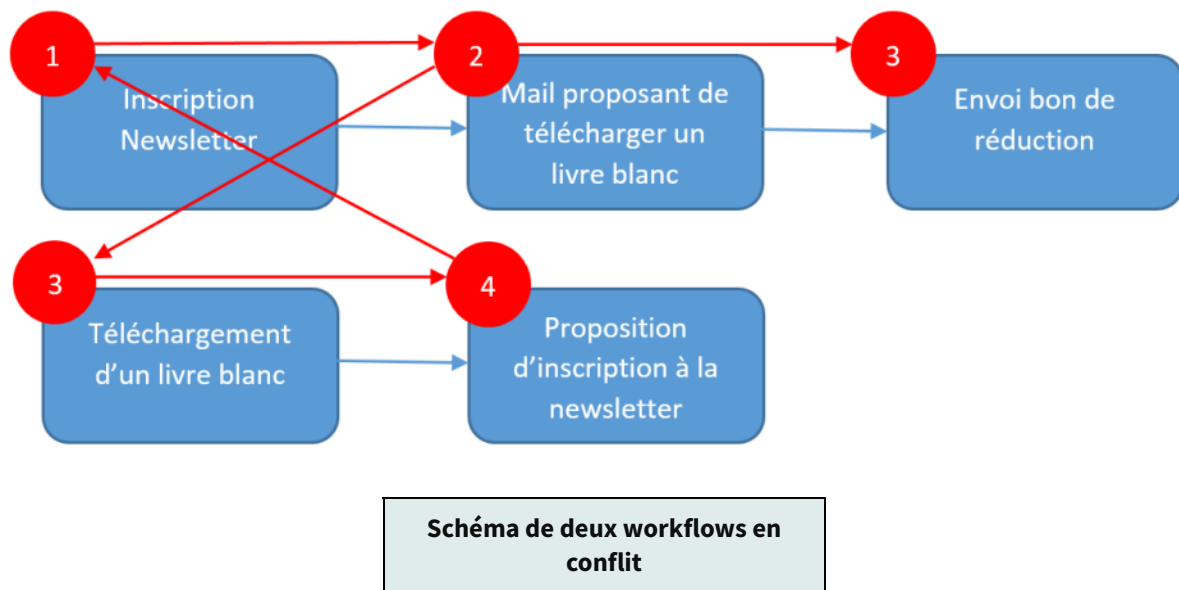 1
Inscription
Newsletter
2
Mail proposant de
télécharger un
livre blanc
3
Envoi bon de
réduction
3
Téléchargement
d’un livre blanc
4
Proposition
d’inscription à la
newsletter
Schéma de deux workflows en
conflit